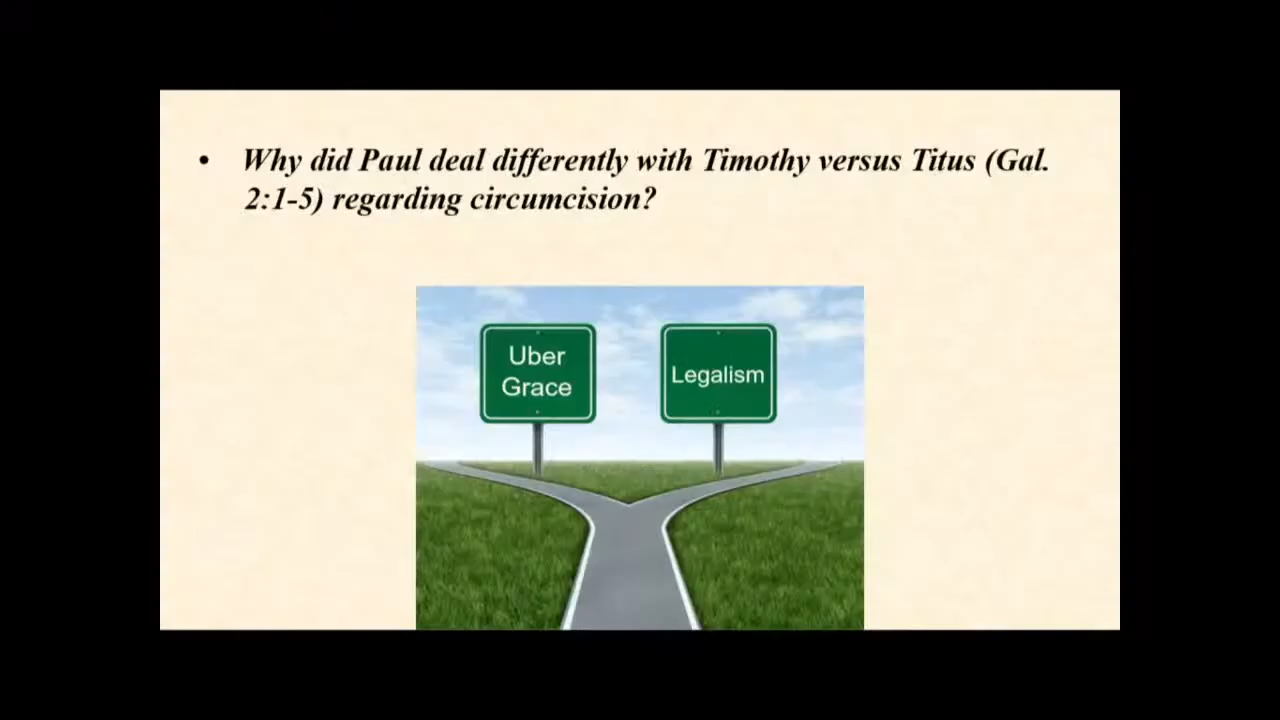 • Why did Paul deal differently with Timothy versus Titus (Gal.
2:1-5) regarding circumcision?
Uber
Grace
Legalism